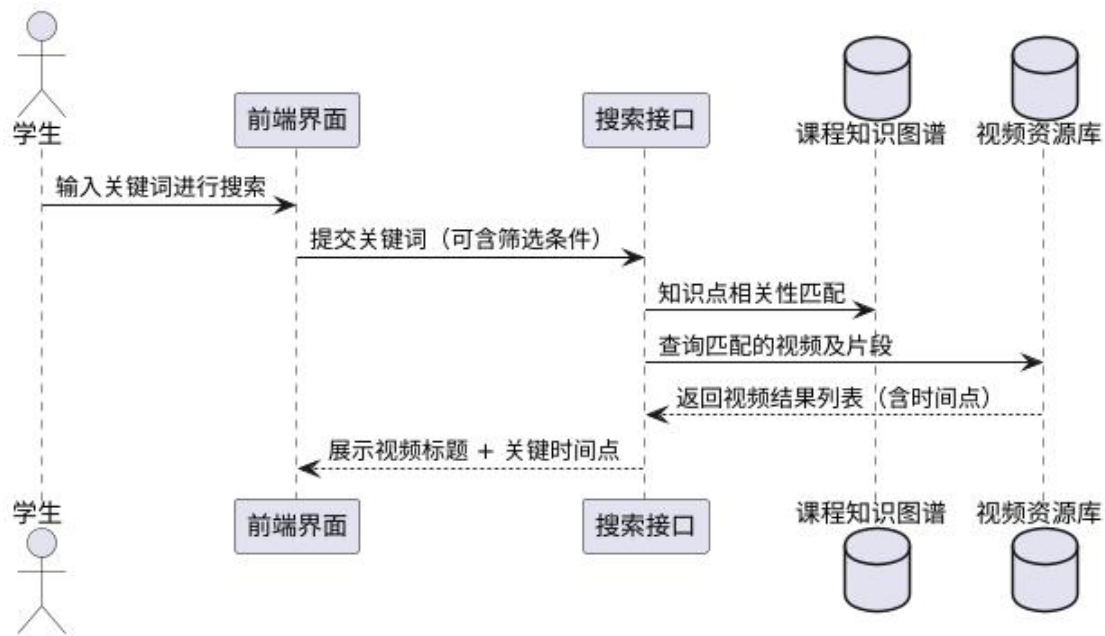 学生
前端界面
搜索接口
课程知识图谱
视频资源库
输入关键词进行搜索
提交关键词（可含筛选条件）
知识点相关性匹配
查询匹配的视频及片段
返回视频结果列表（含时间点）
展示视频标题 + 关键时间点
学生
前端界面
搜索接口
课程知识图谱
视频资源库